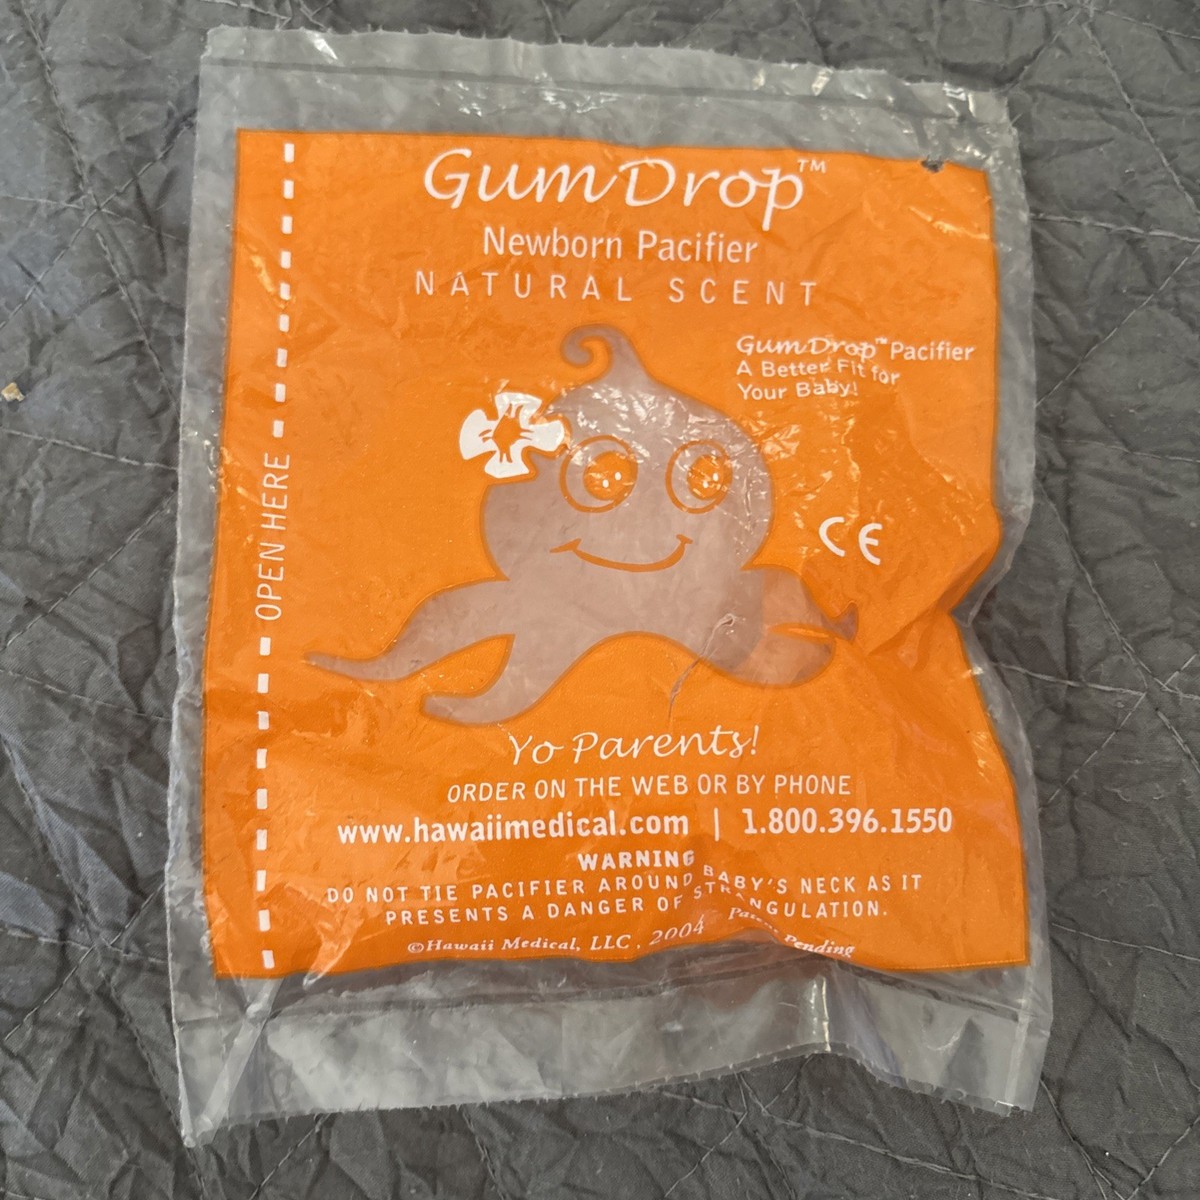 GumDrop™
Newborn Pacifier
NATURAL SCENT
GumDrop™ Pacifier
A Better Fit for
Your Baby!
OPEN HERE
CE
Yo Parents!
ORDER ON THE WEB OR BY PHONE
www.hawaiimedical.com | 1.800.396.1550
WARNING
DO NOT TIE PACIFIER AROUND BABY'S NECK AS IT
PRESENTS A DANGER OF STRANGULATION.
©Hawaii Medical, LLC, 2004 Patent Pending